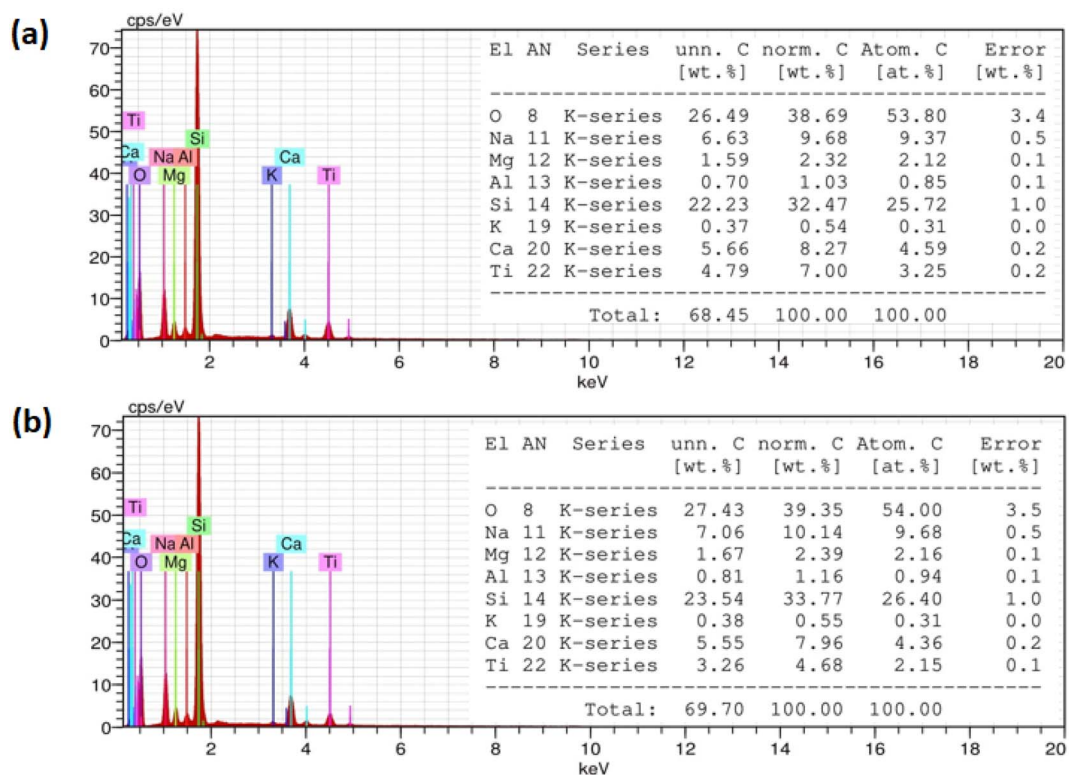 (a)
cps/eV
70
60
50
40
30
20
10
0
Ti
Ca
O
Na Al
Mg
Si
K
Ca
Ti
2 4 6 8 10 12 14 16 18 20
keV
El AN Series unn. C norm. C Atom. C Error
[wt.%] [wt.%] [at.%] [wt.%]
O 8 K-series 26.49 38.69 53.80 3.4
Na 11 K-series 6.63 9.68 9.37 0.5
Mg 12 K-series 1.59 2.32 2.12 0.1
Al 13 K-series 0.70 1.03 0.85 0.1
Si 14 K-series 22.23 32.47 25.72 1.0
K 19 K-series 0.37 0.54 0.31 0.0
Ca 20 K-series 5.66 8.27 4.59 0.2
Ti 22 K-series 4.79 7.00 3.25 0.2
Total: 68.45 100.00 100.00
(b)
cps/eV
70
60
50
40
30
20
10
0
Ti
Ca
O
Na Al
Mg
Si
K
Ca
Ti
2 4 6 8 10 12 14 16 18 20
keV
El AN Series unn. C norm. C Atom. C Error
[wt.%] [wt.%] [at.%] [wt.%]
O 8 K-series 27.43 39.35 54.00 3.5
Na 11 K-series 7.06 10.14 9.68 0.5
Mg 12 K-series 1.67 2.39 2.16 0.1
Al 13 K-series 0.81 1.16 0.94 0.1
Si 14 K-series 23.54 33.77 26.40 1.0
K 19 K-series 0.38 0.55 0.31 0.0
Ca 20 K-series 5.55 7.96 4.36 0.2
Ti 22 K-series 3.26 4.68 2.15 0.1
Total: 69.70 100.00 100.00